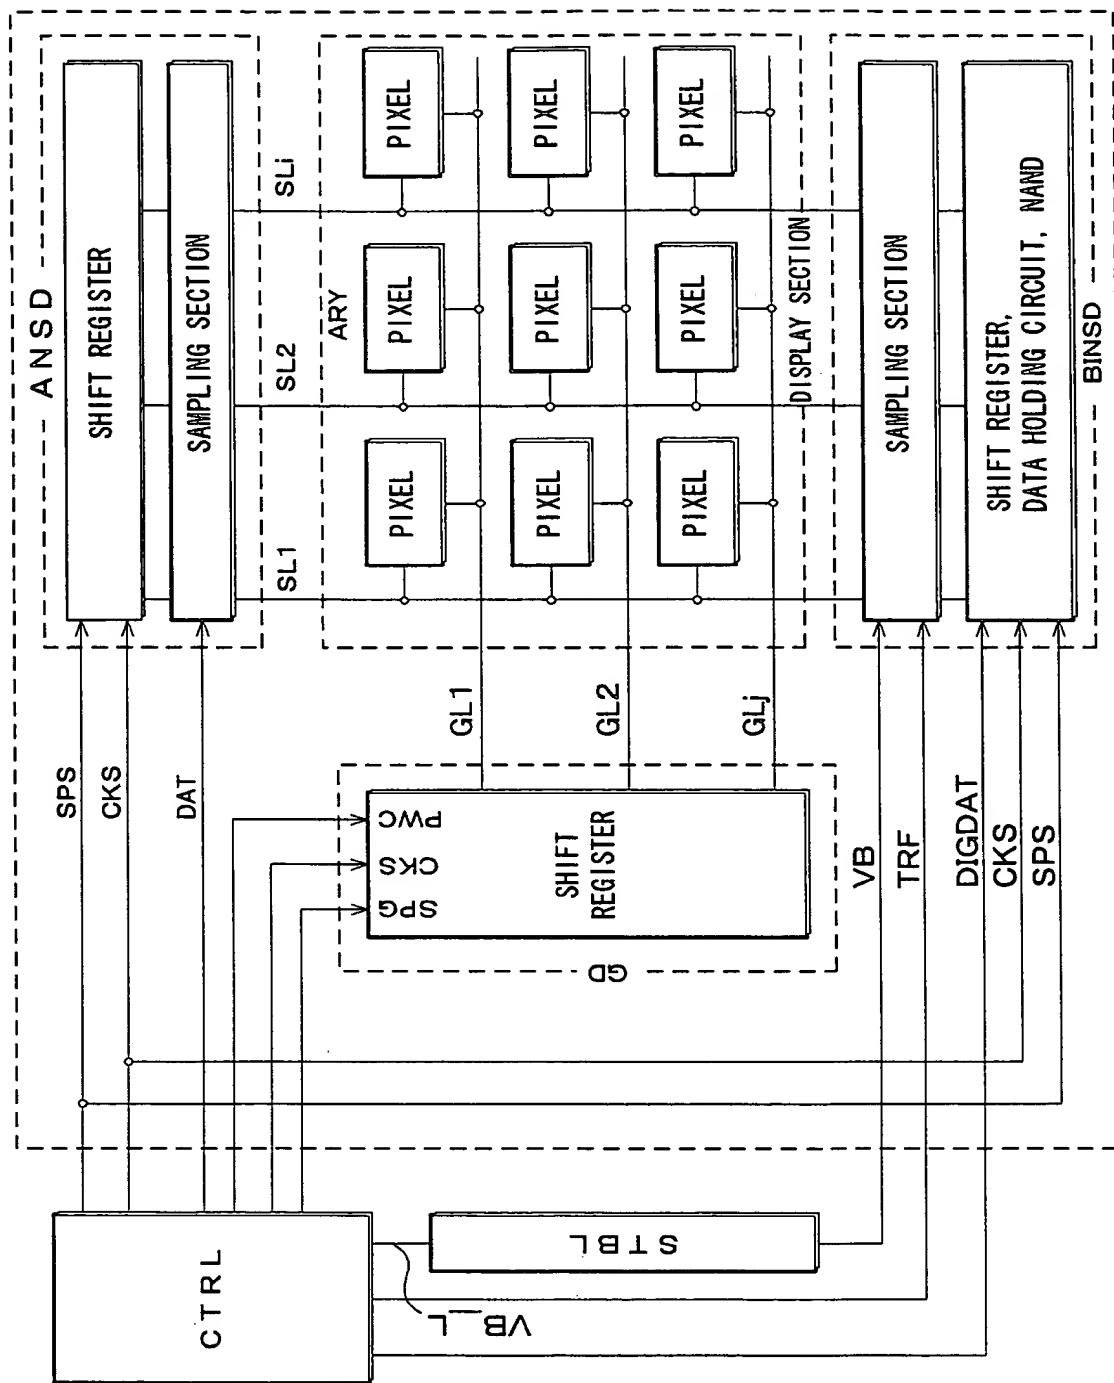 ANSD
SHIFT REGISTER
SAMPLING SECTION
SPS
CKS
DAT
SL1
SL2
SLi
ARY
PIXEL
PIXEL
PIXEL
PIXEL
PIXEL
PIXEL
PIXEL
PIXEL
PIXEL
GL1
GL2
GLj
DISPLAY SECTION
CTRL
SPG
CKS
PWC
SHIFT
REGISTER
GD
VB_L
STBL
VB
TRF
DIGDAT
CKS
SPS
SAMPLING SECTION
SHIFT REGISTER,
DATA HOLDING CIRCUIT, NAND
BINSD